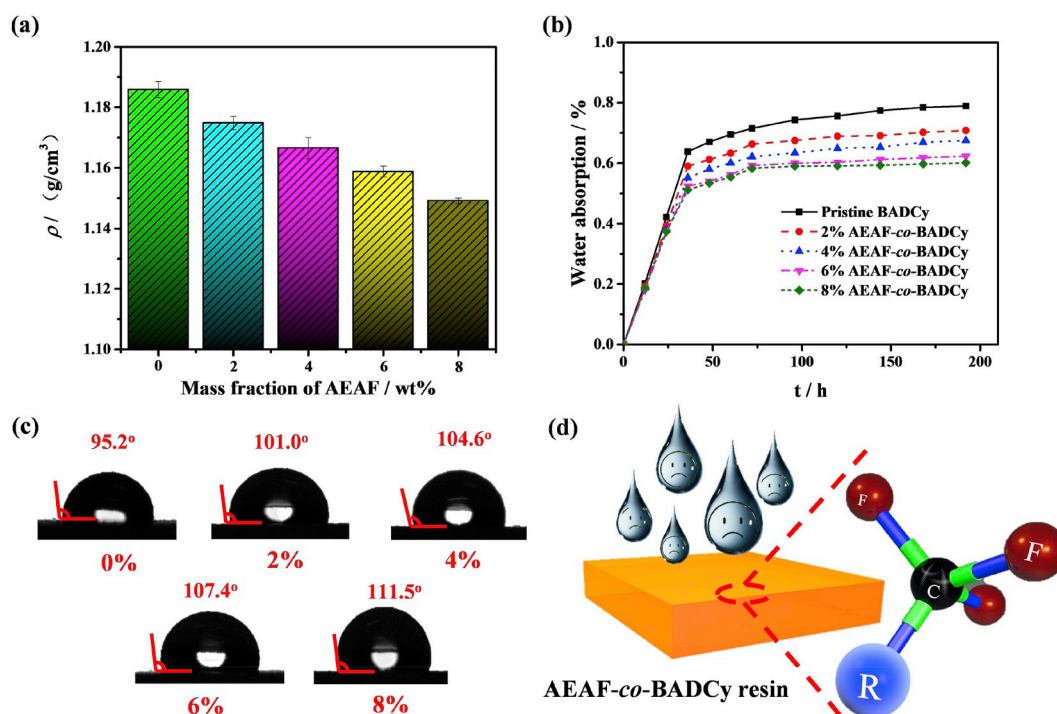 (a)
1.20
1.18
1.16
1.14
1.12
1.10
ρ / (g/cm³)
0
2
4
6
8
Mass fraction of AEAF / wt%
(b)
1.0
0.8
0.6
0.4
0.2
0.0
Water absorption / %
Pristine BADCy
2% AEAF-co-BADCy
4% AEAF-co-BADCy
6% AEAF-co-BADCy
8% AEAF-co-BADCy
0
50
100
150
200
t / h
(c)
95.2°
101.0°
104.6°
0%
2%
4%
107.4°
111.5°
6%
8%
(d)
F
F
C
R
AEAF-co-BADCy resin